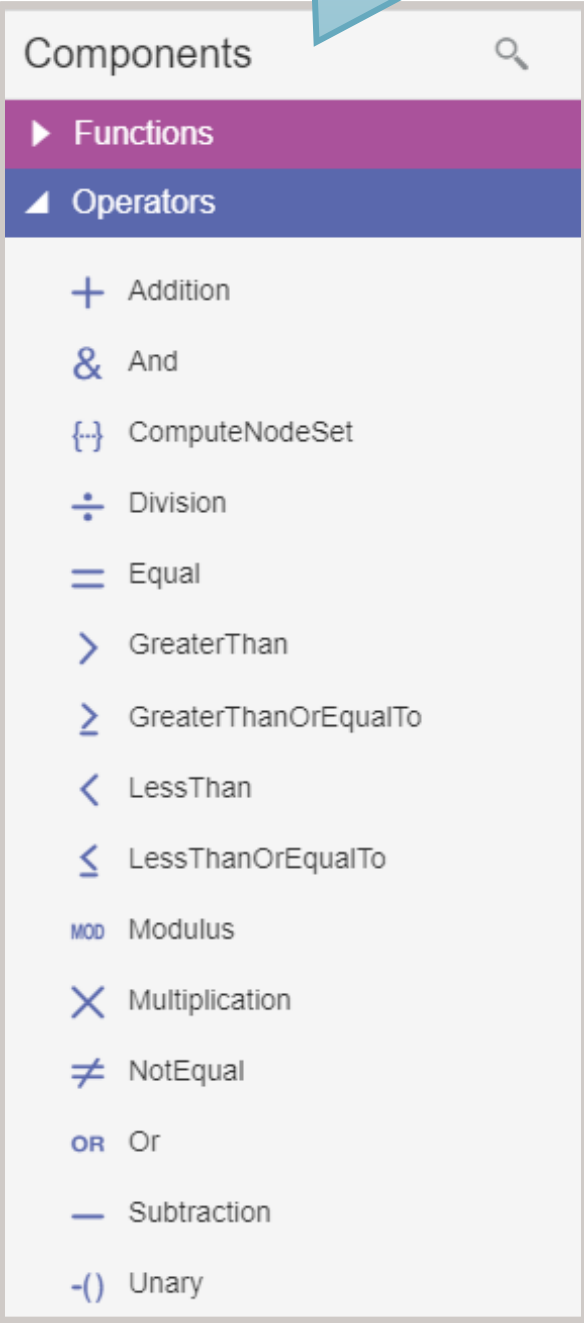 Components
Functions
Operators
+ Addition
& And
{...} ComputeNodeSet
÷ Division
= Equal
> GreaterThan
≥ GreaterThanOrEqualTo
< LessThan
≤ LessThanOrEqualTo
MOD Modulus
× Multiplication
≠ NotEqual
OR Or
− Subtraction
-() Unary